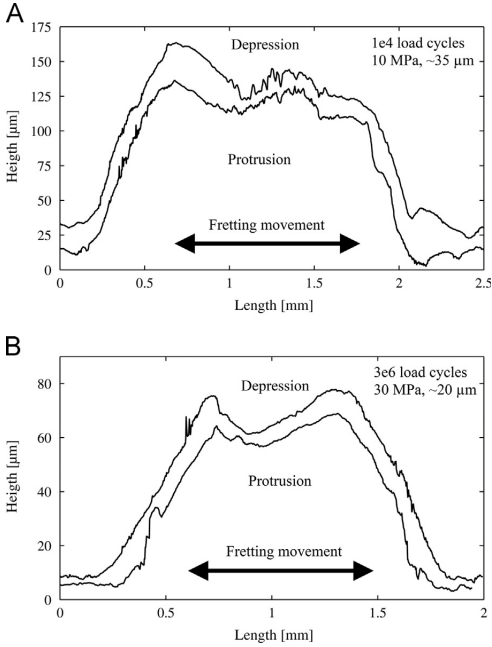 A
175
150
125
100
75
50
25
0
Heigth [µm]
Depression
1e4 load cycles
10 MPa, ~35 µm
Protrusion
Fretting movement
0 0.5 1 1.5 2 2.5
Length [mm]
B
80
60
40
20
0
Heigth [µm]
Depression
3e6 load cycles
30 MPa, ~20 µm
Protrusion
Fretting movement
0 0.5 1 1.5 2
Length [mm]